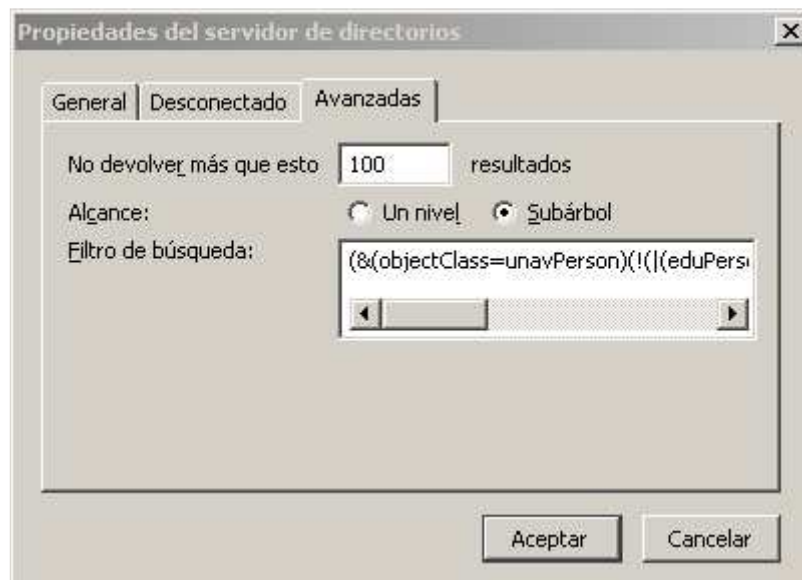 Propiedades del servidor de directorios
General Desconectado Avanzadas
No devolver más que esto 100 resultados
Alcance: Un nivel Subárbol
Filtro de búsqueda:
(&(objectClass=unavPerson)(!(|(eduPers
Aceptar Cancelar